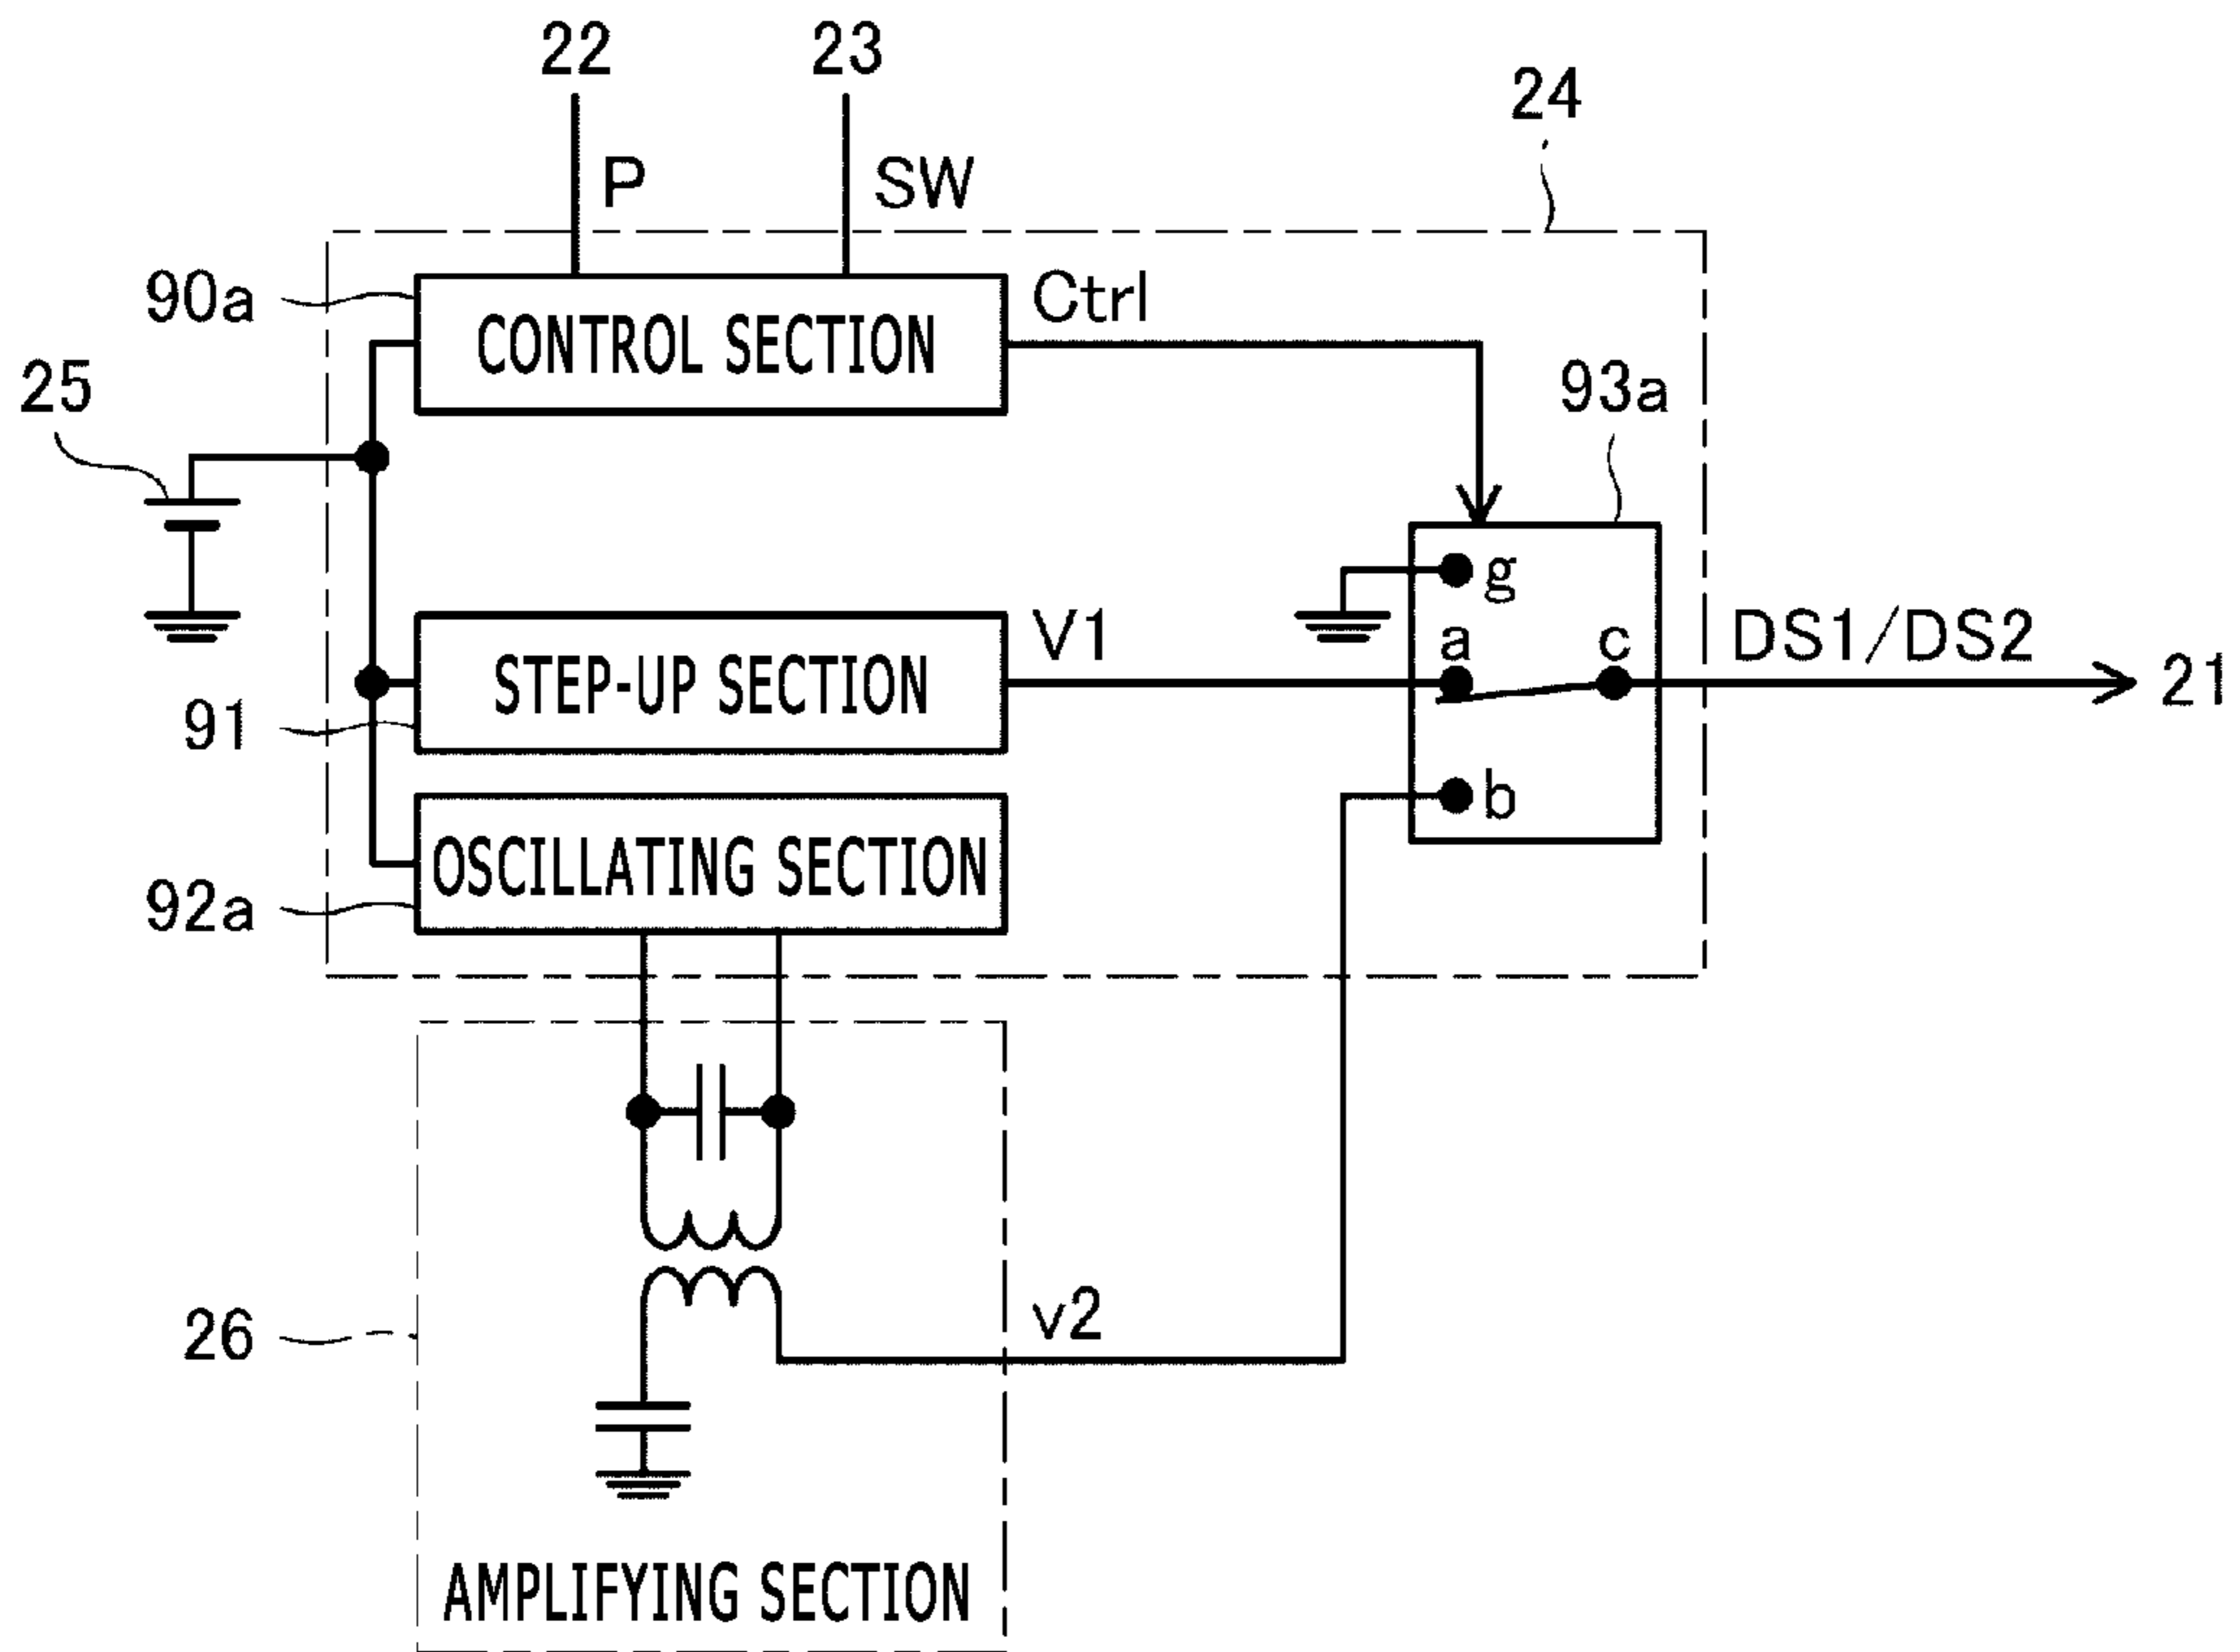 22
23
24
P
SW
90a
CONTROL SECTION
Ctrl
25
93a
g
STEP-UP SECTION
V1
a
c
DS1/DS2
21
91
b
OSCILLATING SECTION
92a
26
v2
AMPLIFYING SECTION